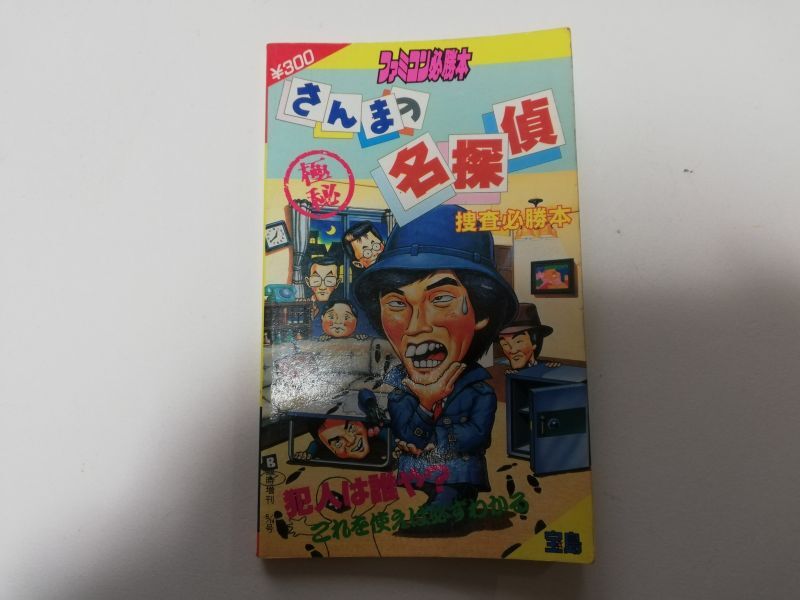 ¥300
ファミコン必勝本
さんまの
名探偵
極秘
捜査必勝本
犯人は誰や?
これを使えば必ずわかる
増刊
宝島